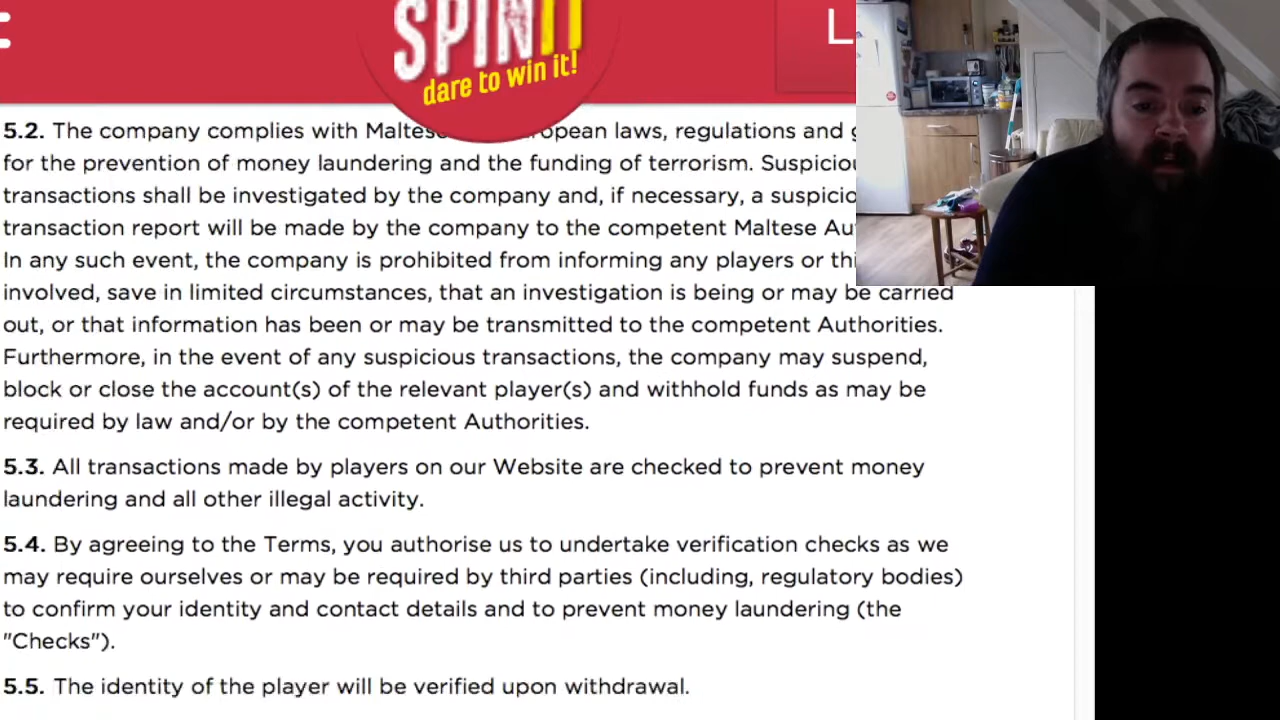 SPINIT
dare to win it!
L
5.2. The company complies with Maltes opean laws, regulations and g
for the prevention of money laundering and the funding of terrorism. Suspiciou
transactions shall be investigated by the company and, if necessary, a suspicio
transaction report will be made by the company to the competent Maltese Au
In any such event, the company is prohibited from informing any players or thi
involved, save in limited circumstances, that an investigation is being or may be carried
out, or that information has been or may be transmitted to the competent Authorities.
Furthermore, in the event of any suspicious transactions, the company may suspend,
block or close the account(s) of the relevant player(s) and withhold funds as may be
required by law and/or by the competent Authorities.
5.3. All transactions made by players on our Website are checked to prevent money
laundering and all other illegal activity.
5.4. By agreeing to the Terms, you authorise us to undertake verification checks as we
may require ourselves or may be required by third parties (including, regulatory bodies)
to confirm your identity and contact details and to prevent money laundering (the
"Checks").
5.5. The identity of the player will be verified upon withdrawal.